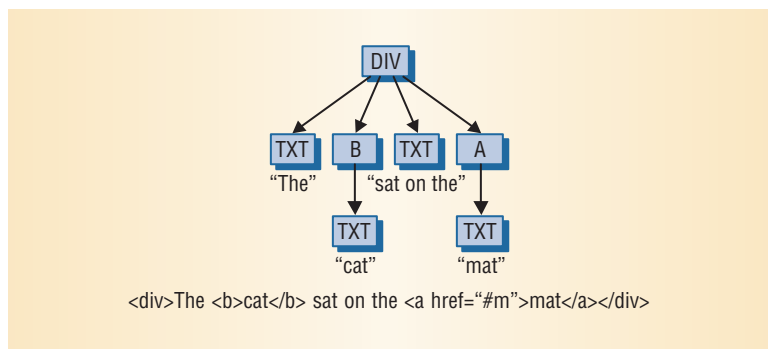 DIV
TXT B TXT A
“The” “sat on the”
TXT TXT
“cat” “mat”
<div>The <b>cat</b> sat on the <a href=“#m”>mat</a></div>